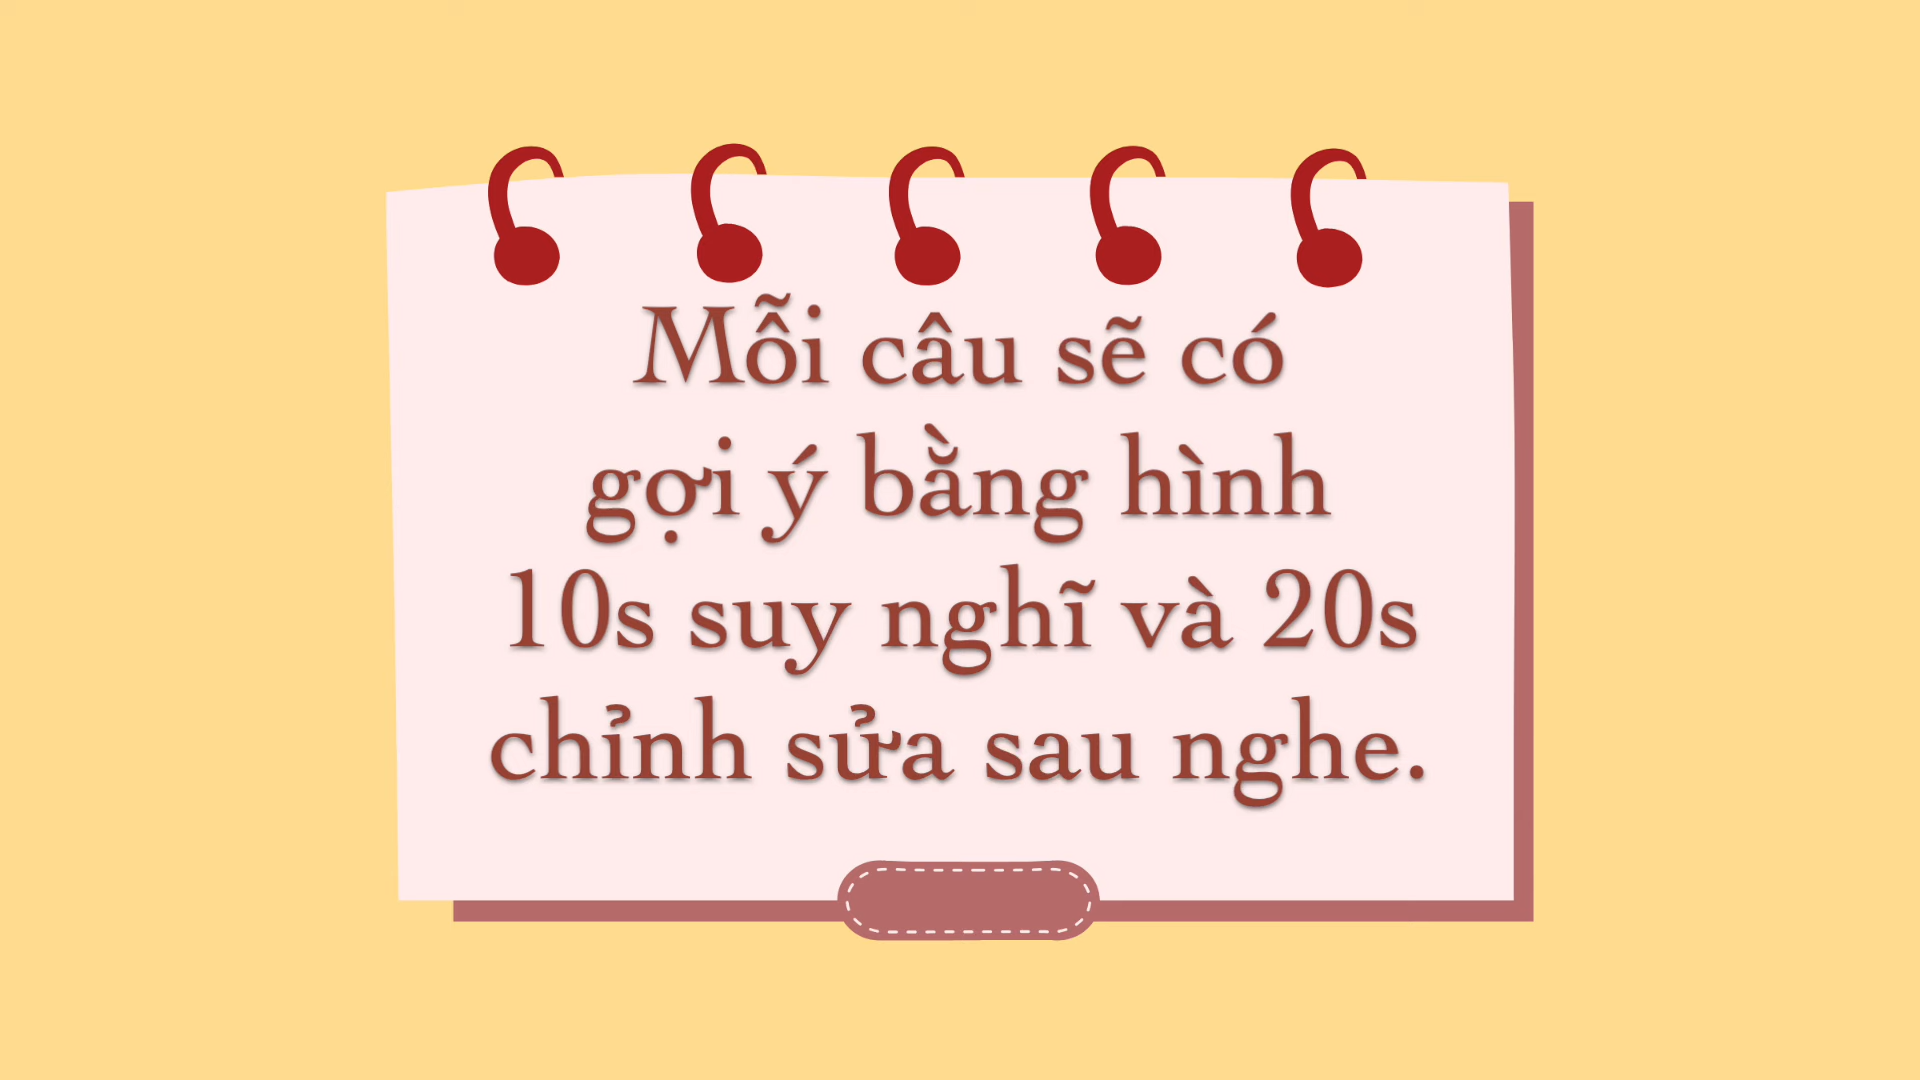 Mỗi câu sẽ có
gợi ý bằng hình
10s suy nghĩ và 20s
chỉnh sửa sau nghe.